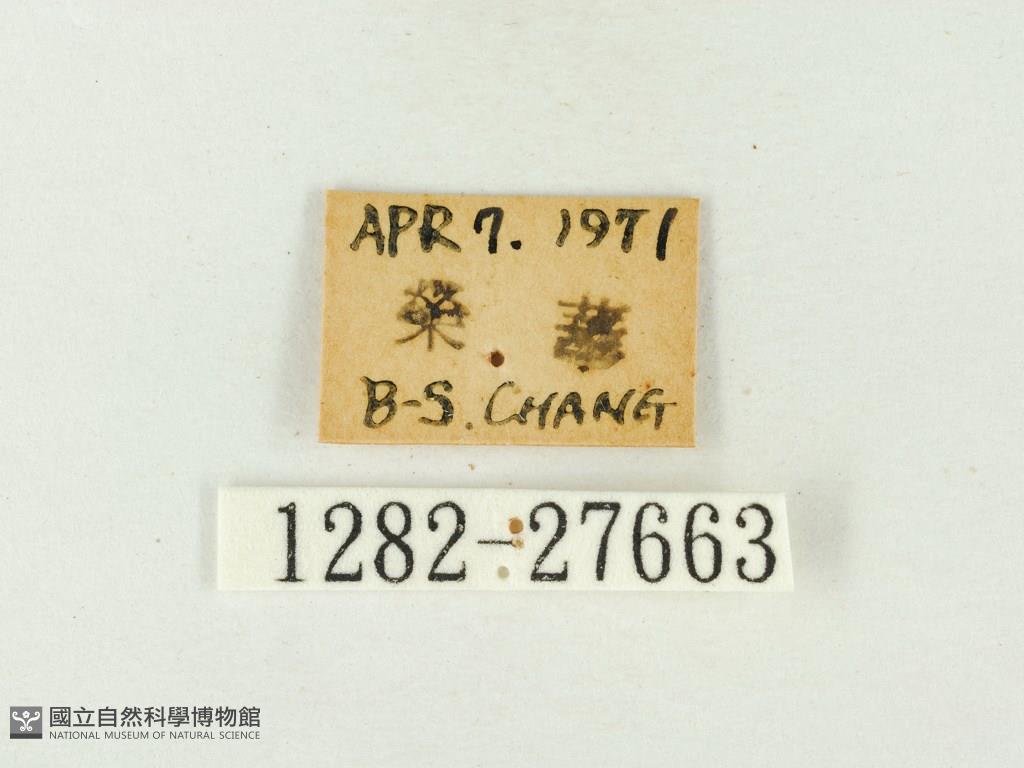 APR 7. 1971
榮 華
B-S. CHANG
1282-27663
國立自然科學博物館
NATIONAL MUSEUM OF NATURAL SCIENCE